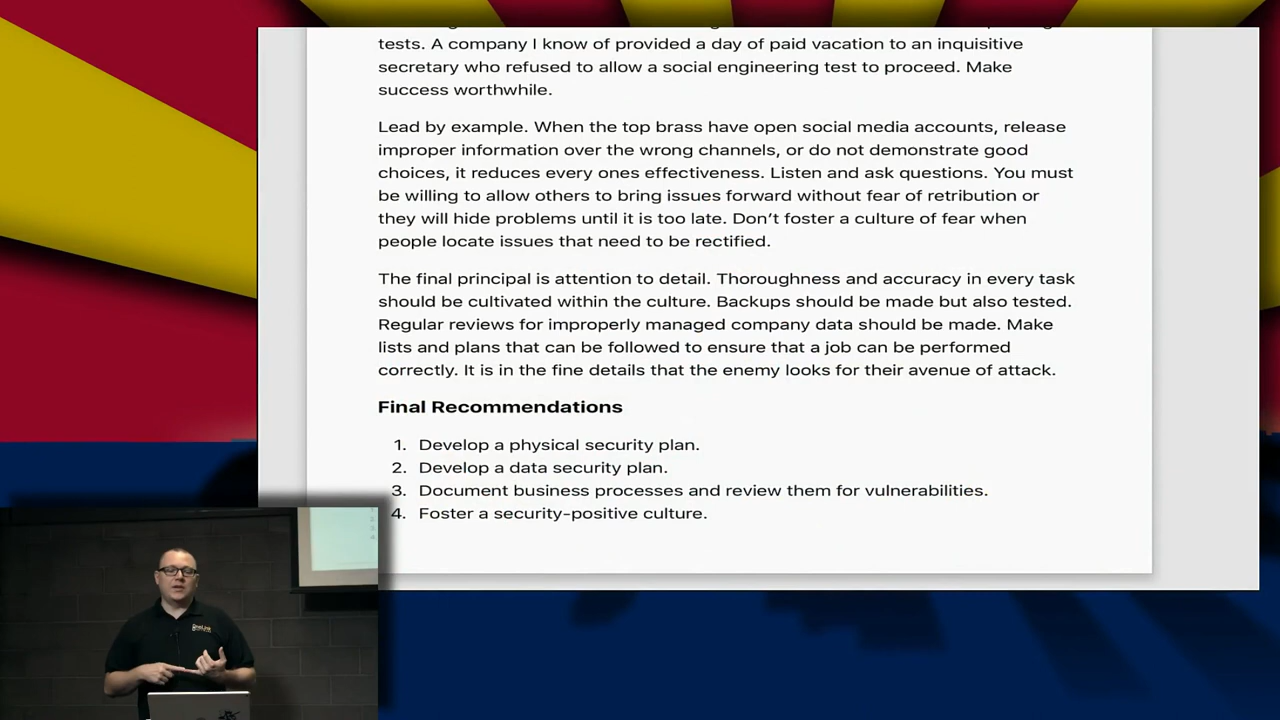 tests. A company I know of provided a day of paid vacation to an inquisitive
secretary who refused to allow a social engineering test to proceed. Make
success worthwhile.
Lead by example. When the top brass have open social media accounts, release
improper information over the wrong channels, or do not demonstrate good
choices, it reduces every ones effectiveness. Listen and ask questions. You must
be willing to allow others to bring issues forward without fear of retribution or
they will hide problems until it is too late. Don’t foster a culture of fear when
people locate issues that need to be rectified.
The final principal is attention to detail. Thoroughness and accuracy in every task
should be cultivated within the culture. Backups should be made but also tested.
Regular reviews for improperly managed company data should be made. Make
lists and plans that can be followed to ensure that a job can be performed
correctly. It is in the fine details that the enemy looks for their avenue of attack.
Final Recommendations
1. Develop a physical security plan.
2. Develop a data security plan.
3. Document business processes and review them for vulnerabilities.
4. Foster a security-positive culture.